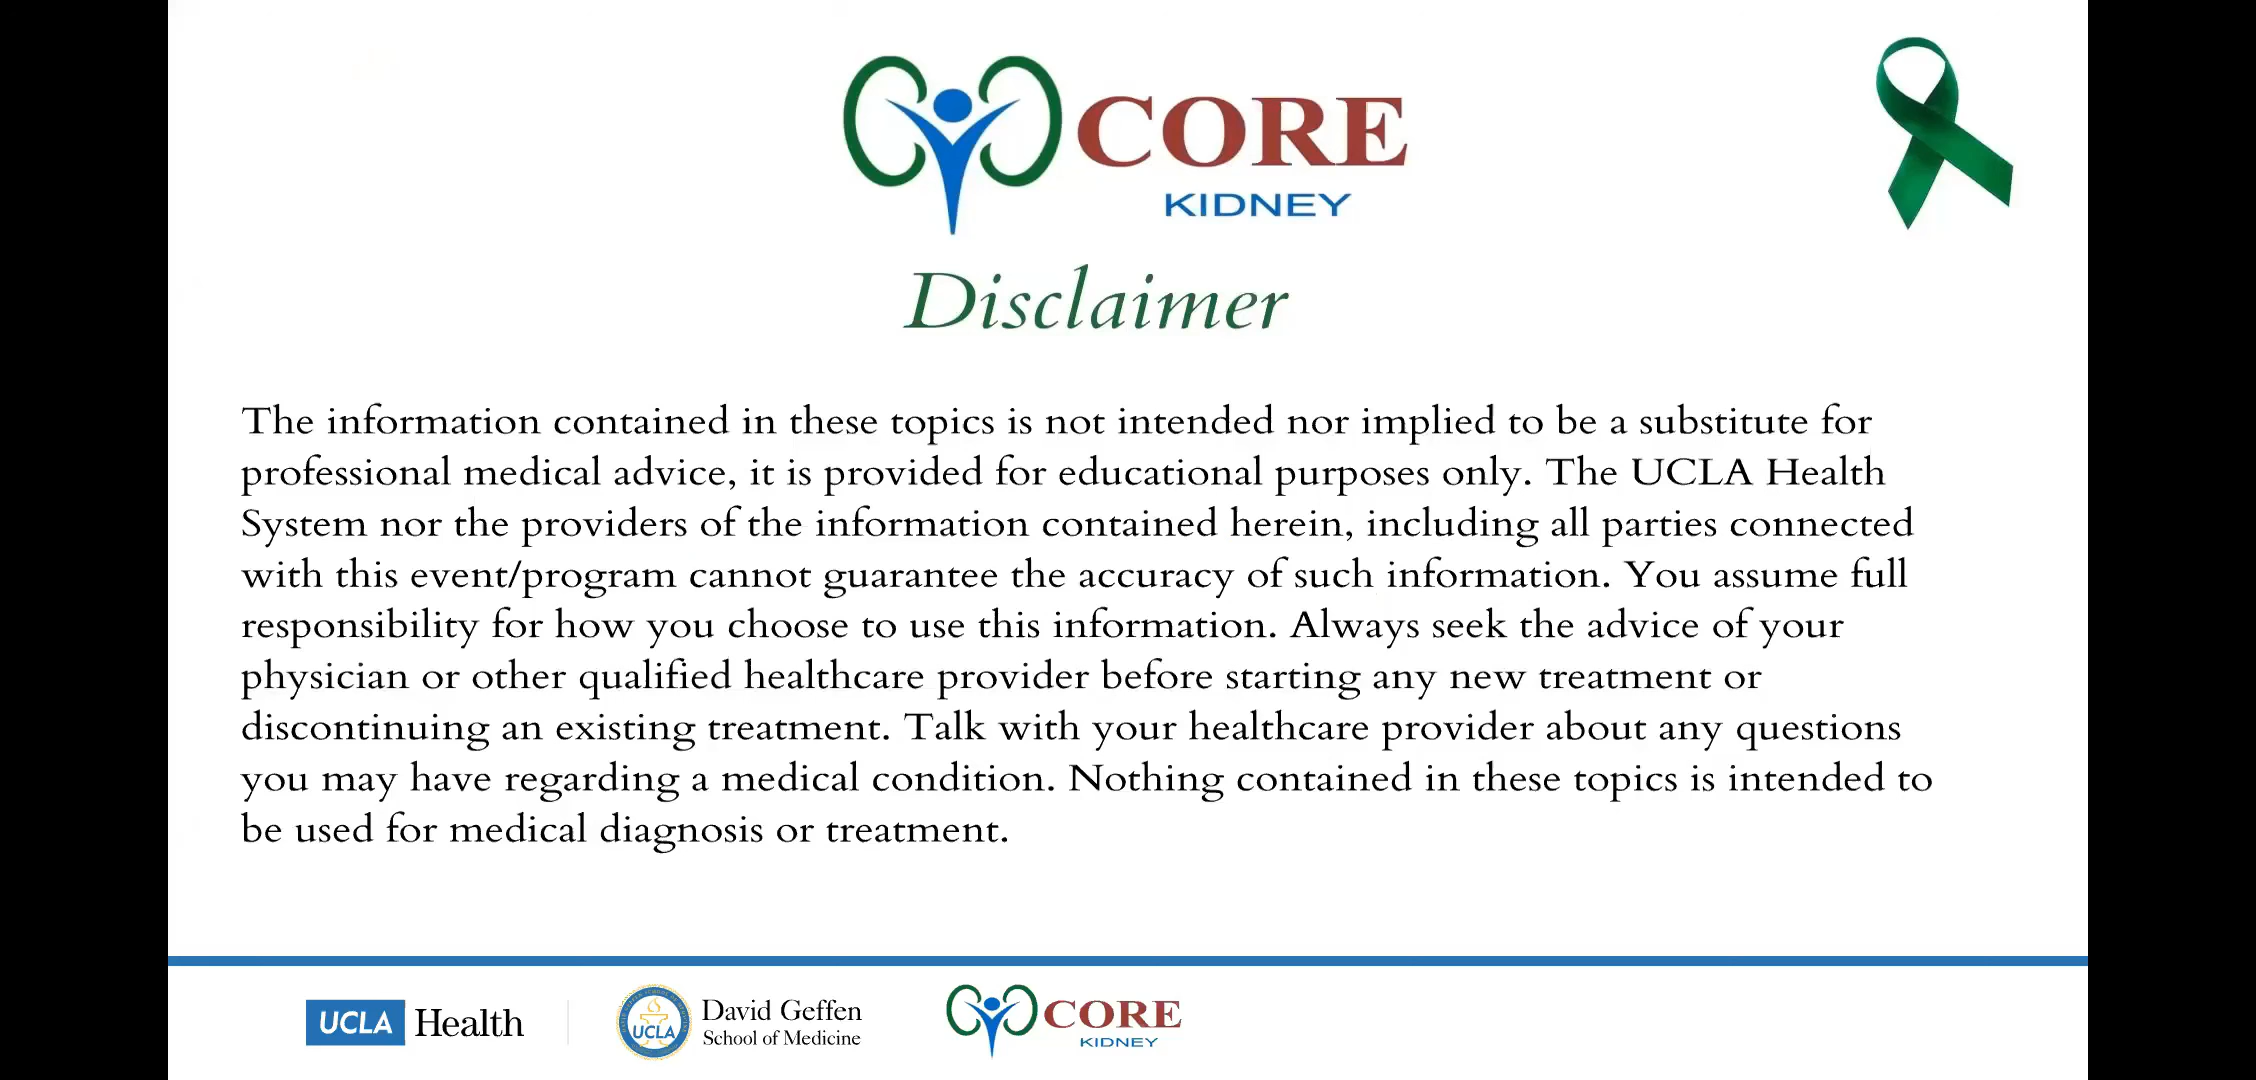 CORE
KIDNEY
Disclaimer
The information contained in these topics is not intended nor implied to be a substitute for
professional medical advice, it is provided for educational purposes only. The UCLA Health
System nor the providers of the information contained herein, including all parties connected
with this event/program cannot guarantee the accuracy of such information. You assume full
responsibility for how you choose to use this information. Always seek the advice of your
physician or other qualified healthcare provider before starting any new treatment or
discontinuing an existing treatment. Talk with your healthcare provider about any questions
you may have regarding a medical condition. Nothing contained in these topics is intended to
be used for medical diagnosis or treatment.
UCLA Health
UCLA
David Geffen
School of Medicine
CORE
KIDNEY